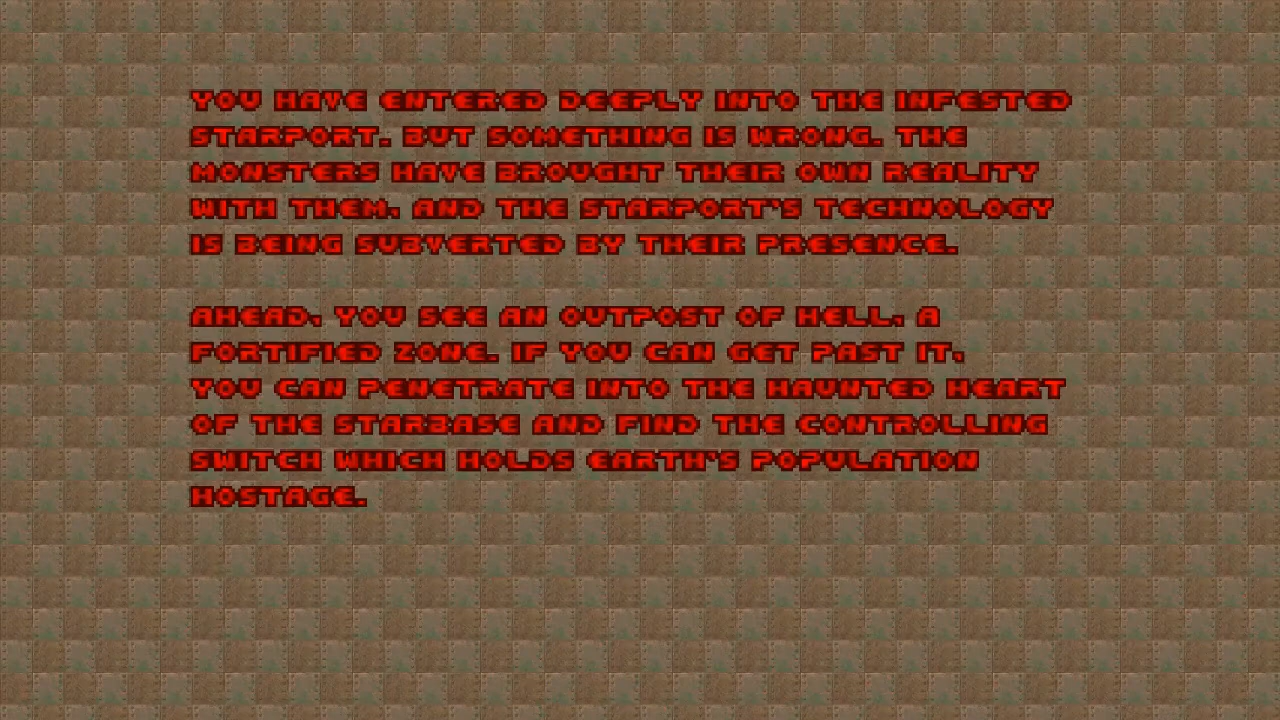 YOU HAVE ENTERED DEEPLY INTO THE INFESTED
STARPORT. BUT SOMETHING IS WRONG. THE
MONSTERS HAVE BROUGHT THEIR OWN REALITY
WITH THEM, AND THE STARPORT'S TECHNOLOGY
IS BEING SUBVERTED BY THEIR PRESENCE.

AHEAD, YOU SEE AN OUTPOST OF HELL, A
FORTIFIED ZONE. IF YOU CAN GET PAST IT,
YOU CAN PENETRATE INTO THE HAUNTED HEART
OF THE STARBASE AND FIND THE CONTROLLING
SWITCH WHICH HOLDS EARTH'S POPULATION
HOSTAGE.